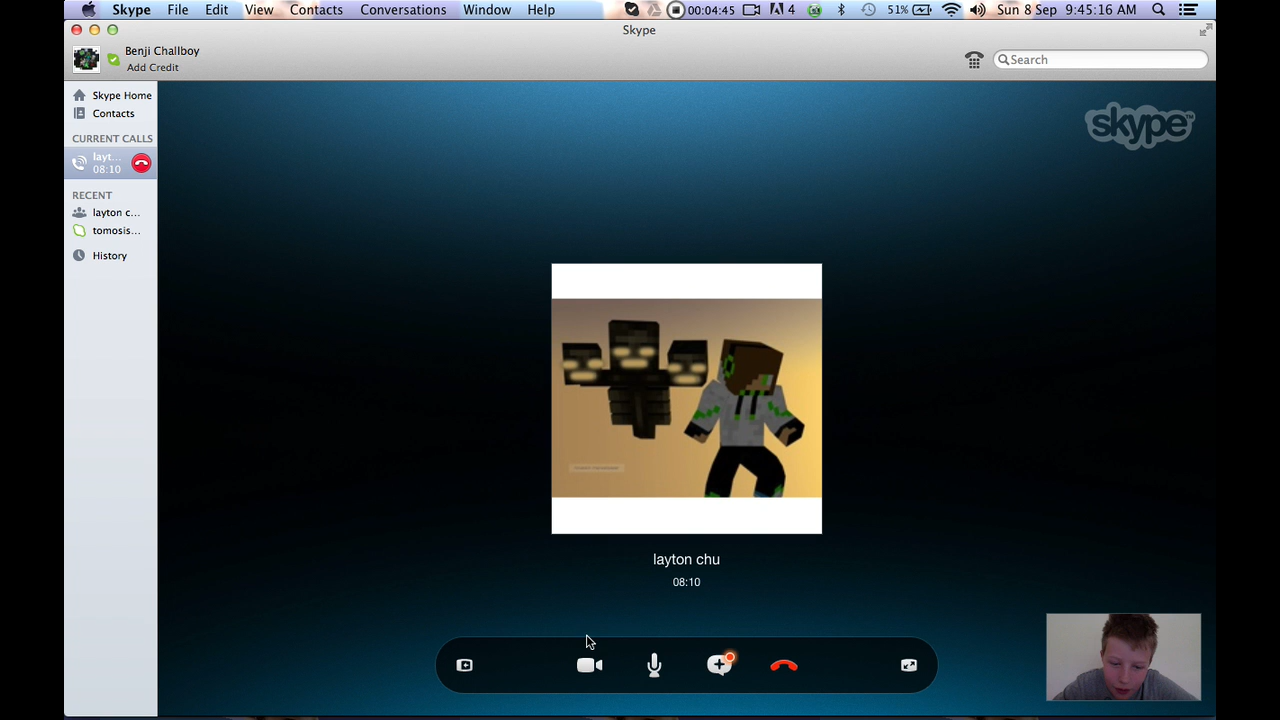 Skype File Edit View Contacts Conversations Window Help 00:04:45 4 51% Sun 8 Sep 9:45:16 AM
Skype
Benji Challboy
Add Credit
Search
Skype Home
Contacts
CURRENT CALLS
layt...
08:10
RECENT
layton c...
tomosis...
History
skype™
layton chu
08:10